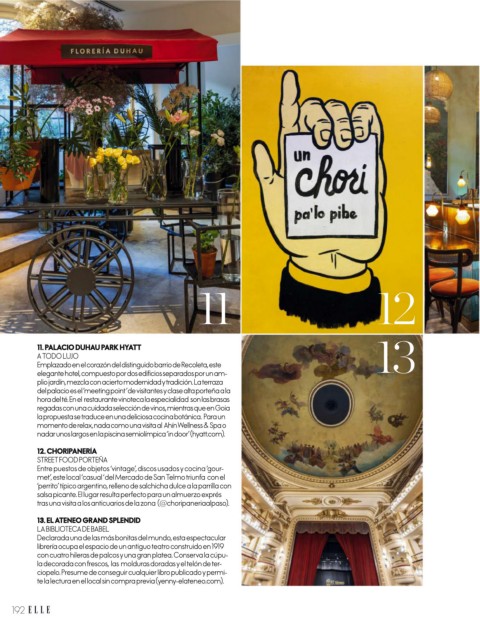 FLORERÍA DUHAU
un
chori
pa'lo pibe
11
12
13
11. PALACIO DUHAU PARK HYATT
A TODO LUJO
Emplazado en el corazón del distinguido barrio de Recoleta, este
elegante hotel, compuesto por dos edificios separados por un am-
plio jardín, mezcla con acierto modernidad y tradición. La terraza
del palacio es el 'meeting point' de visitantes y clase alta porteña a la
hora del té. En el restaurante vinoteca la especialidad son las brasas
regadas con una cuidada selección de vinos, mientras que en Gioia
la propuesta se traduce en una deliciosa cocina botánica. Para un
momento de relax, nada como una visita al Ahín Wellness & Spa o
nadar unos largos en la piscina semiolímpica 'in door' (hyatt.com).
12. CHORIPANERÍA
STREET FOOD PORTEÑA
Entre puestos de objetos 'vintage', discos usados y cocina 'gour-
met', este local 'casual' del Mercado de San Telmo triunfa con el
'perrito' típico argentino, relleno de salchicha dulce a la parrilla con
salsa picante. El lugar resulta perfecto para un almuerzo exprés
tras una visita a los anticuarios de la zona (@choripaneriaalpaso).
13. EL ATENEO GRAND SPLENDID
LA BIBLIOTECA DE BABEL
Declarada una de las más bonitas del mundo, esta espectacular
librería ocupa el espacio de un antiguo teatro construido en 1919
con cuatro hileras de palcos y una gran platea. Conserva la cúpu-
la decorada con frescos, las molduras doradas y el telón de ter-
ciopelo. Presume de conseguir cualquier libro publicado y permi-
te la lectura en el local sin compra previa (yenny-elateneo.com).
192 ELLE